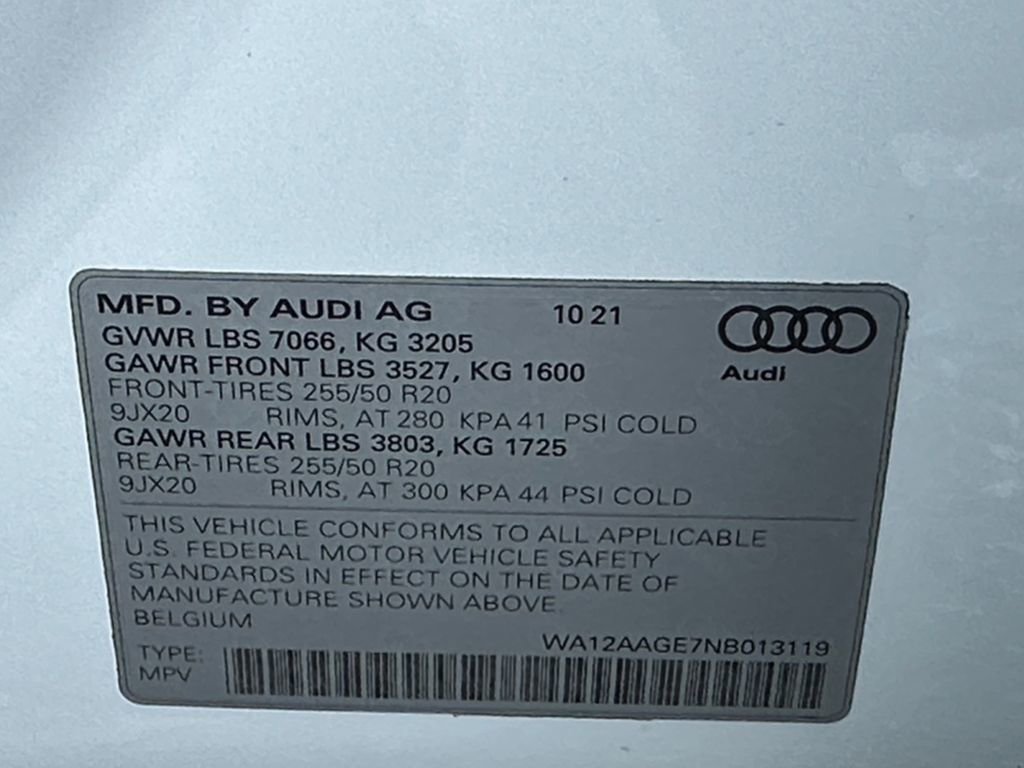 MFD. BY AUDI AG 10 21
GVWR LBS 7066, KG 3205
GAWR FRONT LBS 3527, KG 1600
FRONT-TIRES 255/50 R20
9JX20 RIMS, AT 280 KPA 41 PSI COLD
GAWR REAR LBS 3803, KG 1725
REAR-TIRES 255/50 R20
9JX20 RIMS, AT 300 KPA 44 PSI COLD
Audi
THIS VEHICLE CONFORMS TO ALL APPLICABLE
U.S. FEDERAL MOTOR VEHICLE SAFETY
STANDARDS IN EFFECT ON THE DATE OF
MANUFACTURE SHOWN ABOVE.
BELGIUM
WA12AAGE7NB013119
TYPE:
MPV